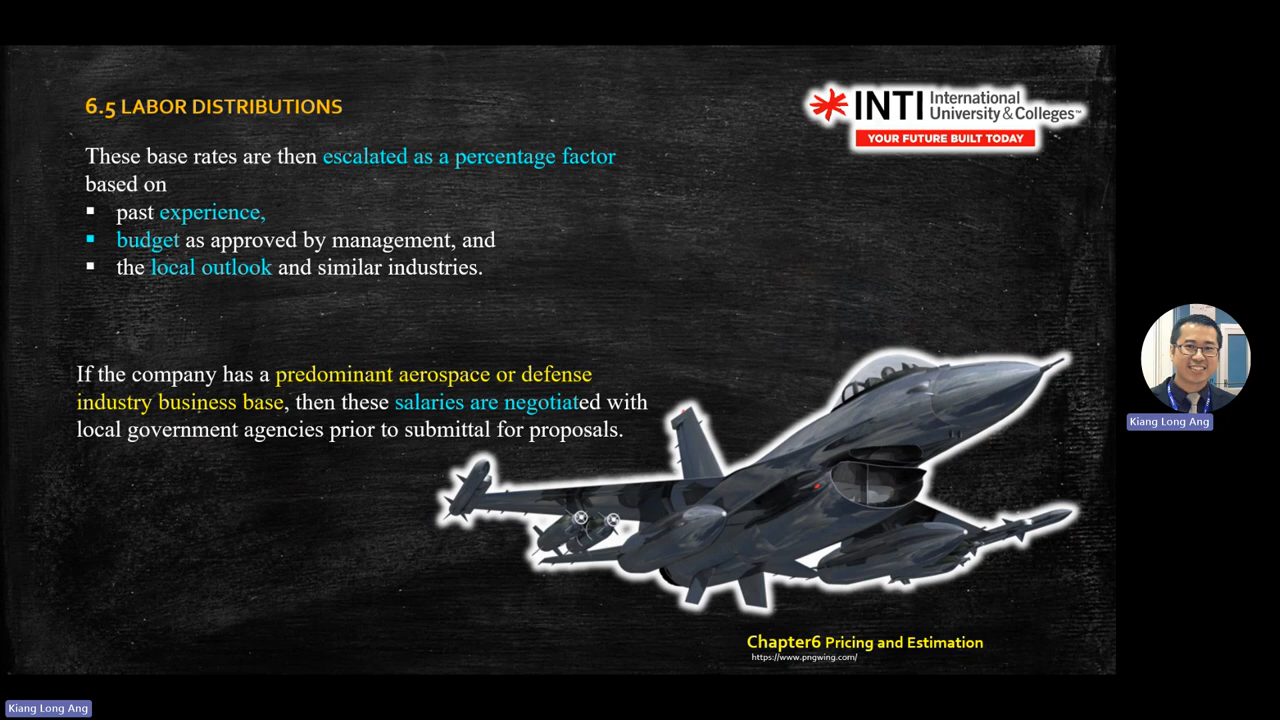 6.5 LABOR DISTRIBUTIONS
INTI International
University & Colleges™
YOUR FUTURE BUILT TODAY
These base rates are then escalated as a percentage factor
based on
▪ past experience,
▪ budget as approved by management, and
▪ the local outlook and similar industries.
If the company has a predominant aerospace or defense
industry business base, then these salaries are negotiated with
local government agencies prior to submittal for proposals.
Kiang Long Ang
Chapter6 Pricing and Estimation
https://www.pngwing.com/
Kiang Long Ang